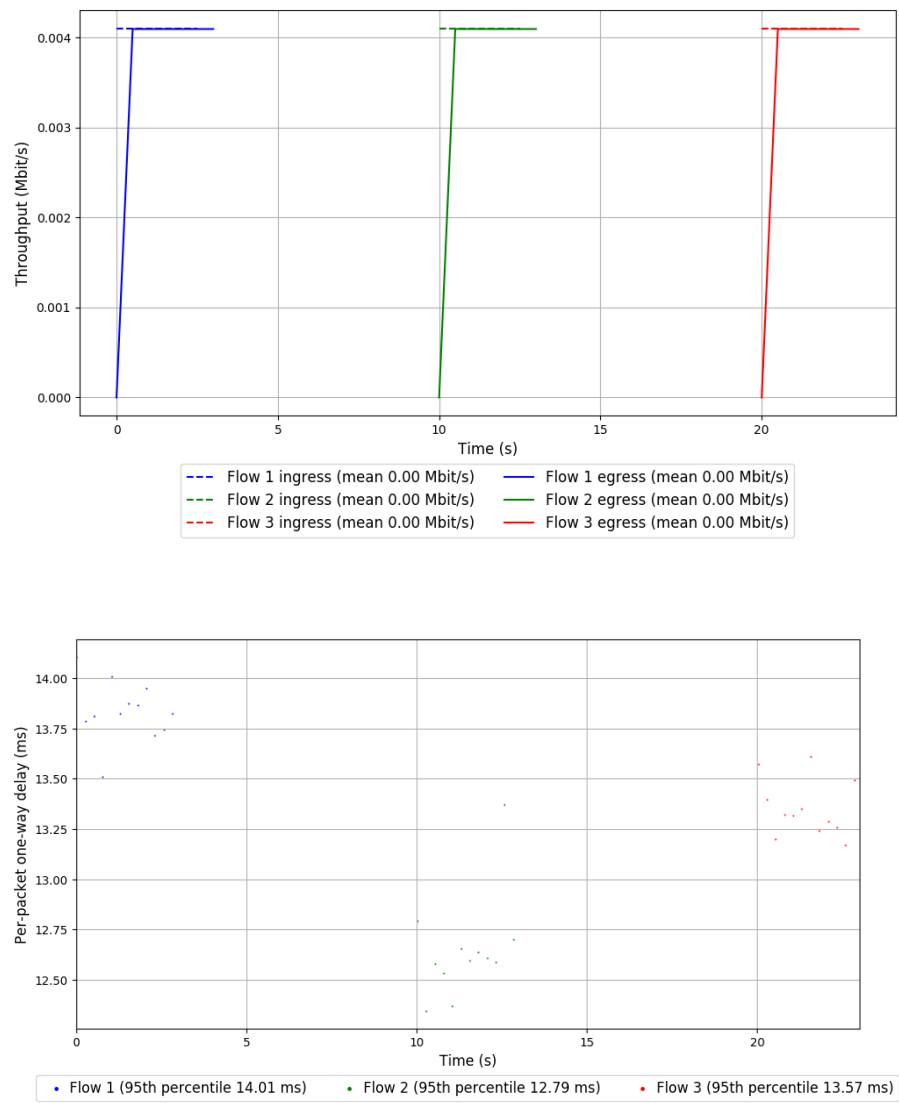 0.004
0.003
0.002
0.001
0.000
Throughput (Mbit/s)
0 5 10 15 20
Time (s)
Flow 1 ingress (mean 0.00 Mbit/s) Flow 1 egress (mean 0.00 Mbit/s)
Flow 2 ingress (mean 0.00 Mbit/s) Flow 2 egress (mean 0.00 Mbit/s)
Flow 3 ingress (mean 0.00 Mbit/s) Flow 3 egress (mean 0.00 Mbit/s)
14.00
13.75
13.50
13.25
13.00
12.75
12.50
Per-packet one-way delay (ms)
0 5 10 15 20
Time (s)
Flow 1 (95th percentile 14.01 ms) Flow 2 (95th percentile 12.79 ms) Flow 3 (95th percentile 13.57 ms)